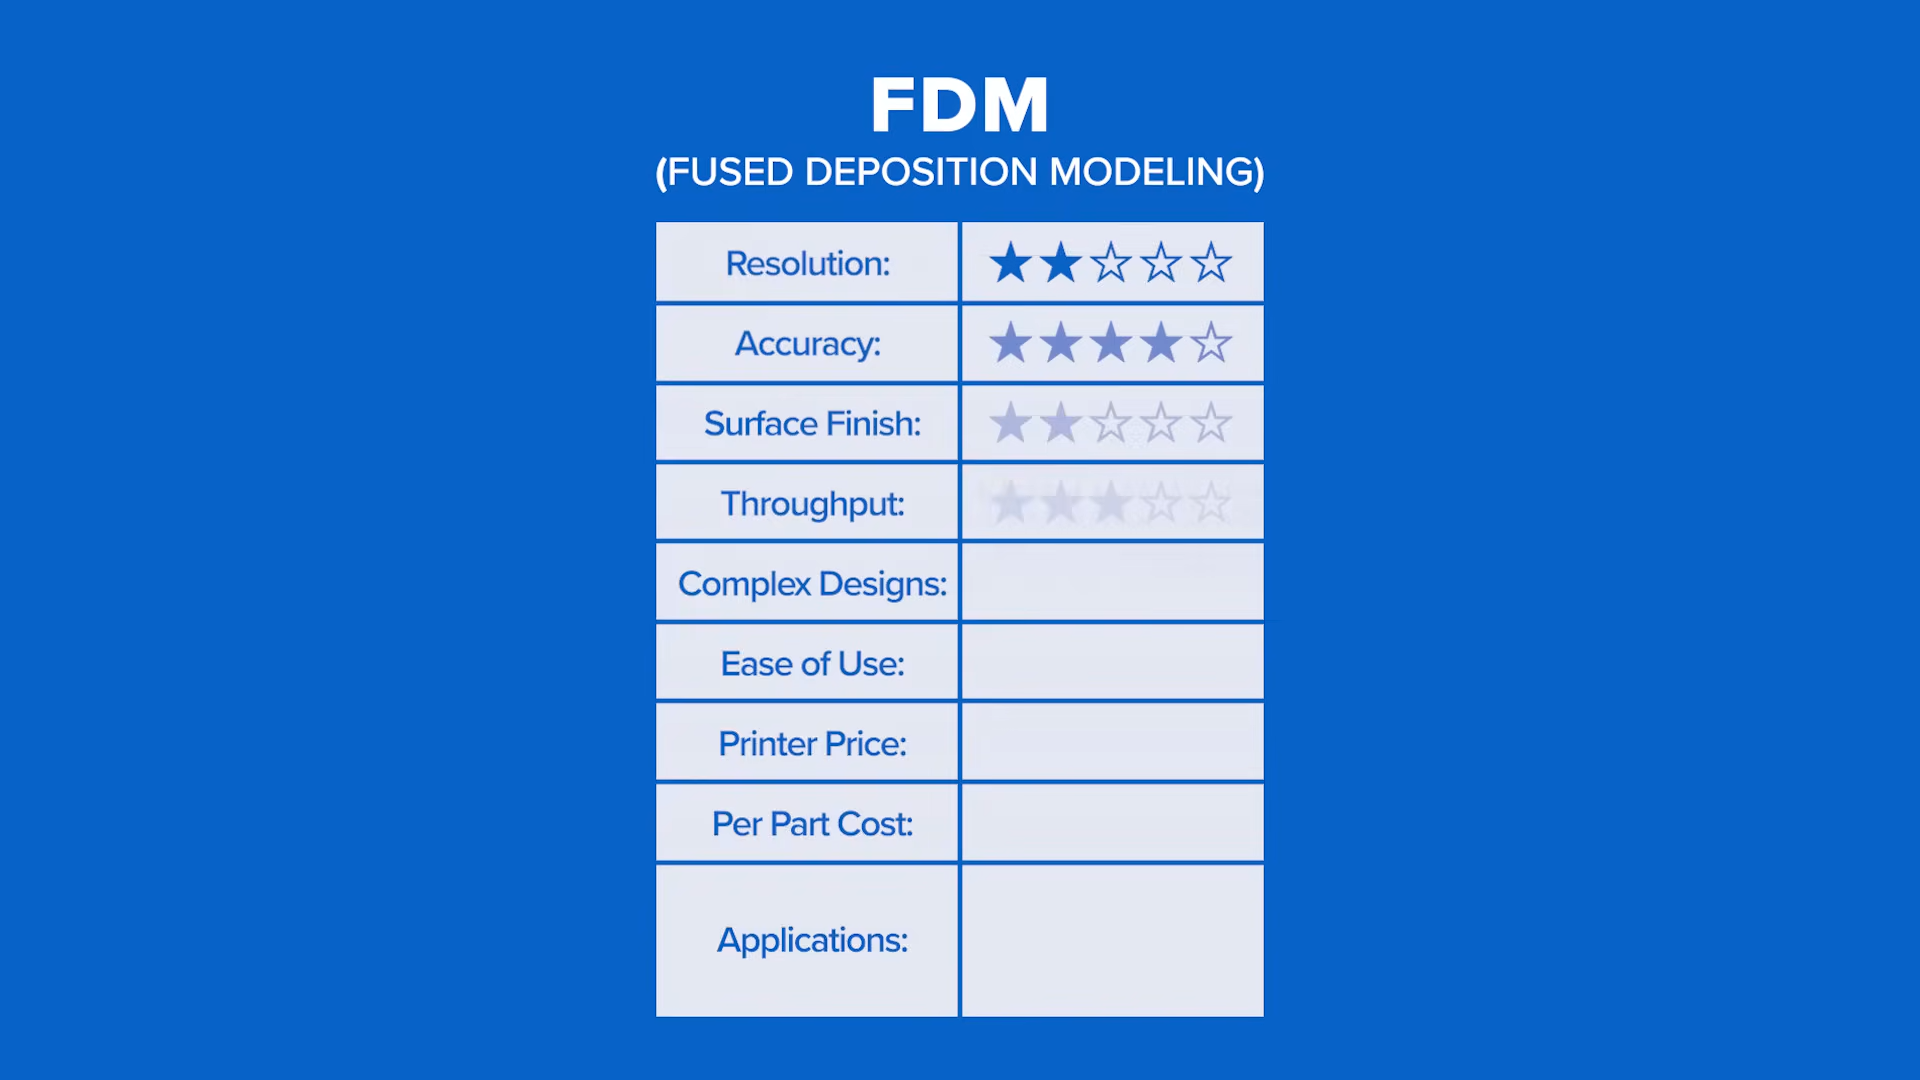 FDM
(FUSED DEPOSITION MODELING)
Resolution:
Accuracy:
Surface Finish:
Throughput:
Complex Designs:
Ease of Use:
Printer Price:
Per Part Cost:
Applications: